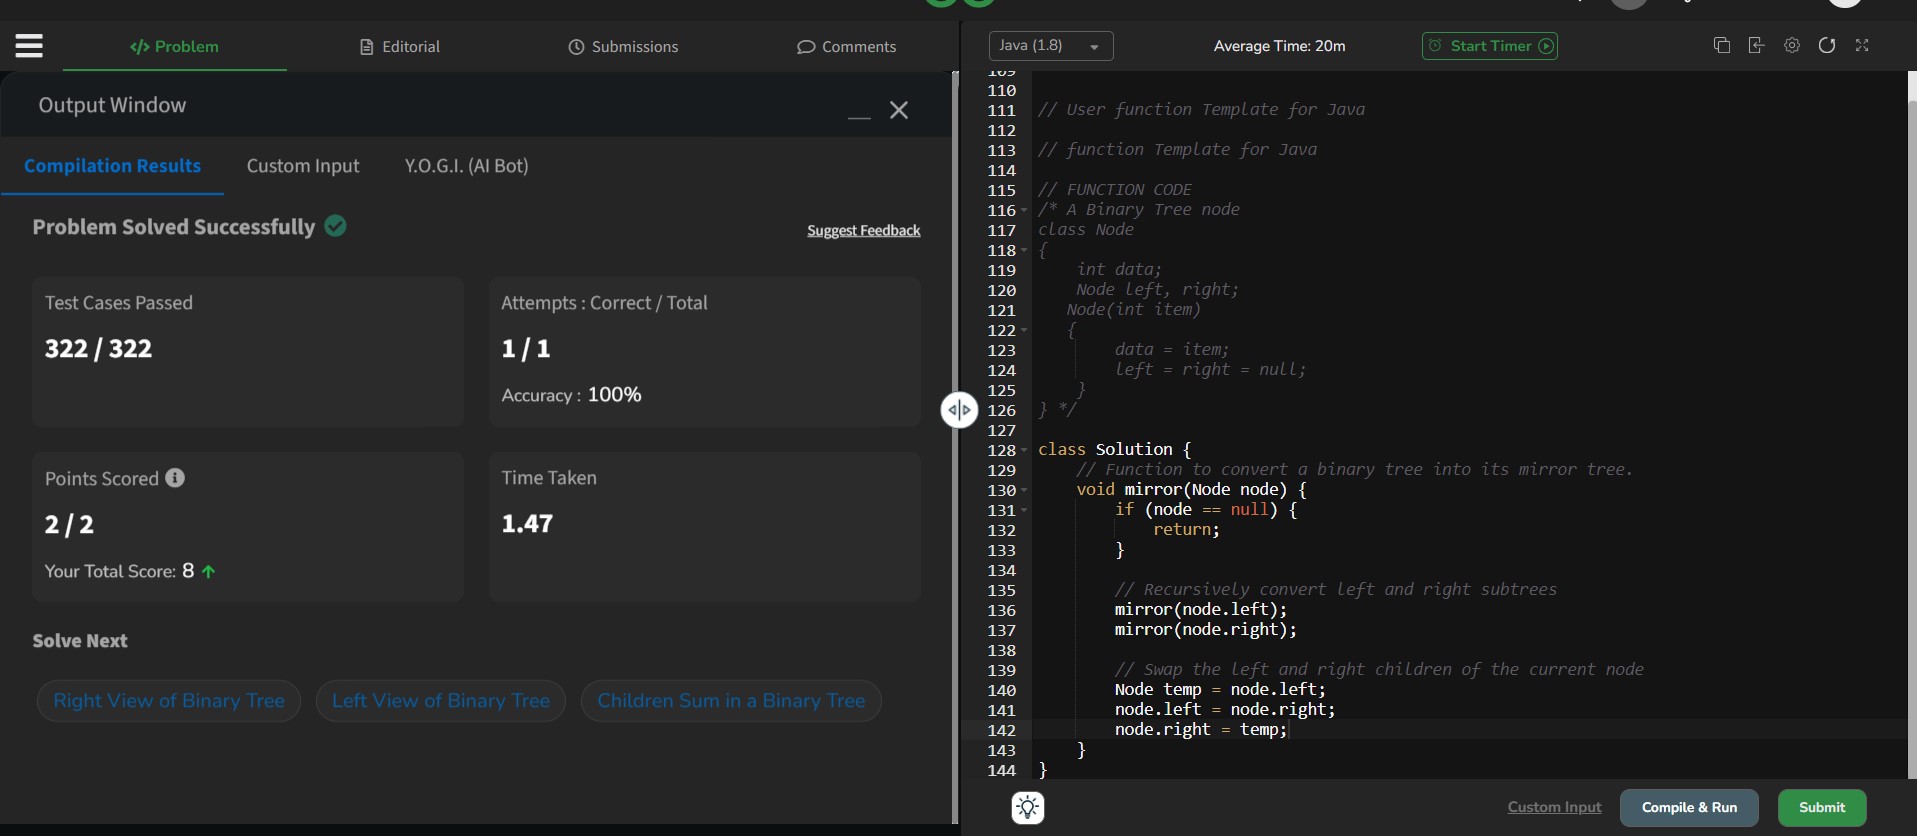 Problem
Editorial
Submissions
Comments
Output Window
Compilation Results
Custom Input
Y.O.G.I. (AI Bot)
Problem Solved Successfully
Suggest Feedback
Test Cases Passed
322 / 322
Attempts : Correct / Total
1 / 1
Accuracy : 100%
Points Scored
2 / 2
Your Total Score: 8
Time Taken
1.47
Solve Next
Right View of Binary Tree
Left View of Binary Tree
Children Sum in a Binary Tree
Java (1.8)
Average Time: 20m
Start Timer
109
110
111 // User function Template for Java
112
113 // function Template for Java
114
115 // FUNCTION CODE
116 /* A Binary Tree node
117 class Node
118 {
119 int data;
120 Node left, right;
121 Node(int item)
122 {
123 data = item;
124 left = right = null;
125 }
126 } */
127
128 class Solution {
129 // Function to convert a binary tree into its mirror tree.
130 void mirror(Node node) {
131 if (node == null) {
132 return;
133 }
134
135 // Recursively convert left and right subtrees
136 mirror(node.left);
137 mirror(node.right);
138
139 // Swap the left and right children of the current node
140 Node temp = node.left;
141 node.left = node.right;
142 node.right = temp;
143 }
144 }
Custom Input
Compile & Run
Submit